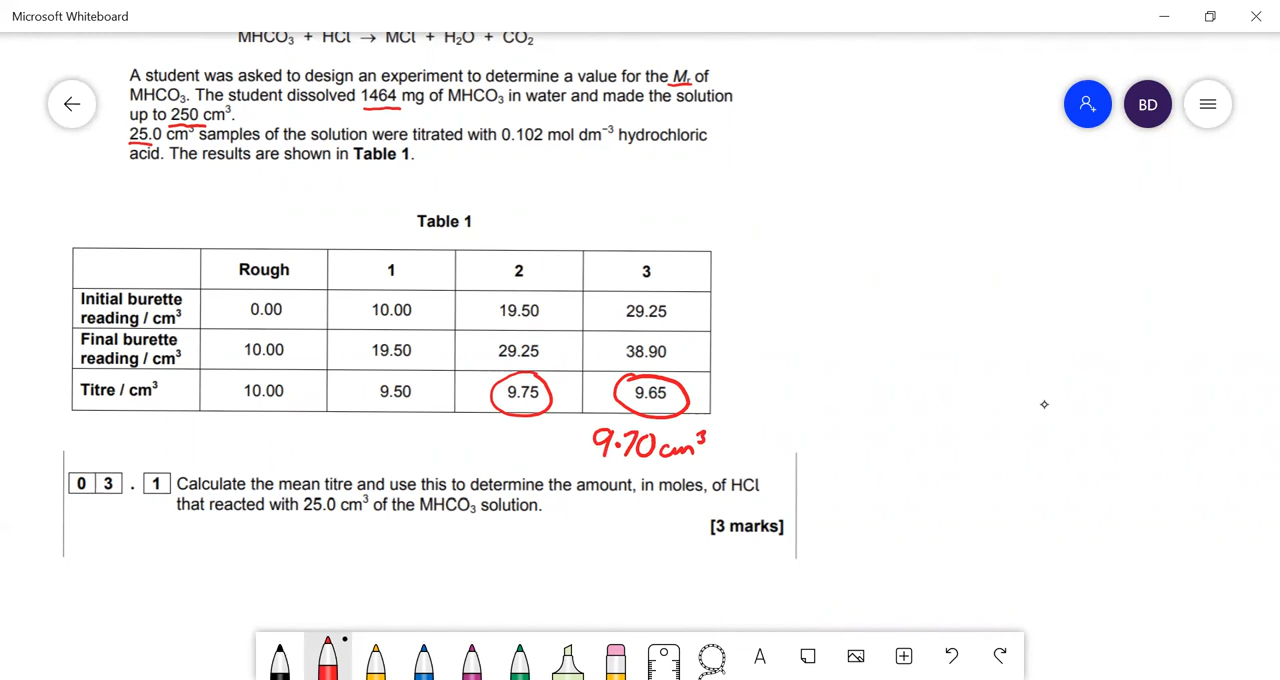 Microsoft Whiteboard
MHCO₃ + HCl → MCl + H₂O + CO₂
A student was asked to design an experiment to determine a value for the Mᵣ of
MHCO₃. The student dissolved 1464 mg of MHCO₃ in water and made the solution
up to 250 cm³.
25.0 cm³ samples of the solution were titrated with 0.102 mol dm⁻³ hydrochloric
acid. The results are shown in Table 1.
BD
Table 1
Rough 1 2 3
Initial burette
reading / cm³ 0.00 10.00 19.50 29.25
Final burette
reading / cm³ 10.00 19.50 29.25 38.90
Titre / cm³ 10.00 9.50 9.75 9.65
9.70 cm³
0 3 . 1 Calculate the mean titre and use this to determine the amount, in moles, of HCl
that reacted with 25.0 cm³ of the MHCO₃ solution.
[3 marks]
A